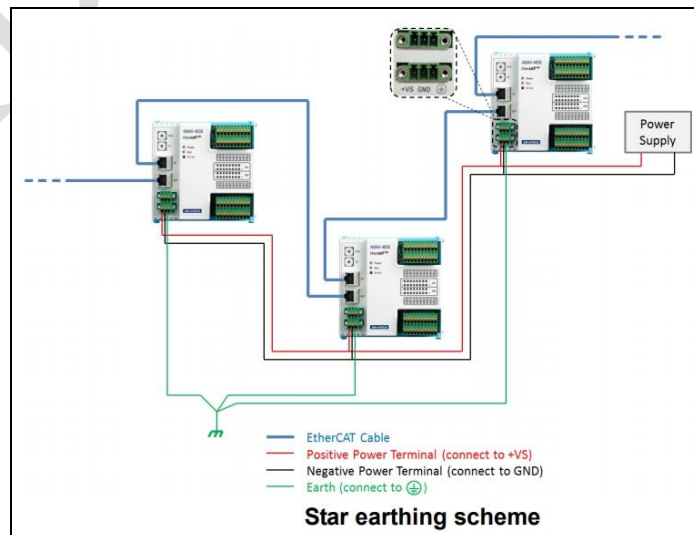 +VS GND
Power
Supply
EtherCAT Cable
Positive Power Terminal (connect to +VS)
Negative Power Terminal (connect to GND)
Earth (connect to ⏚)
Star earthing scheme